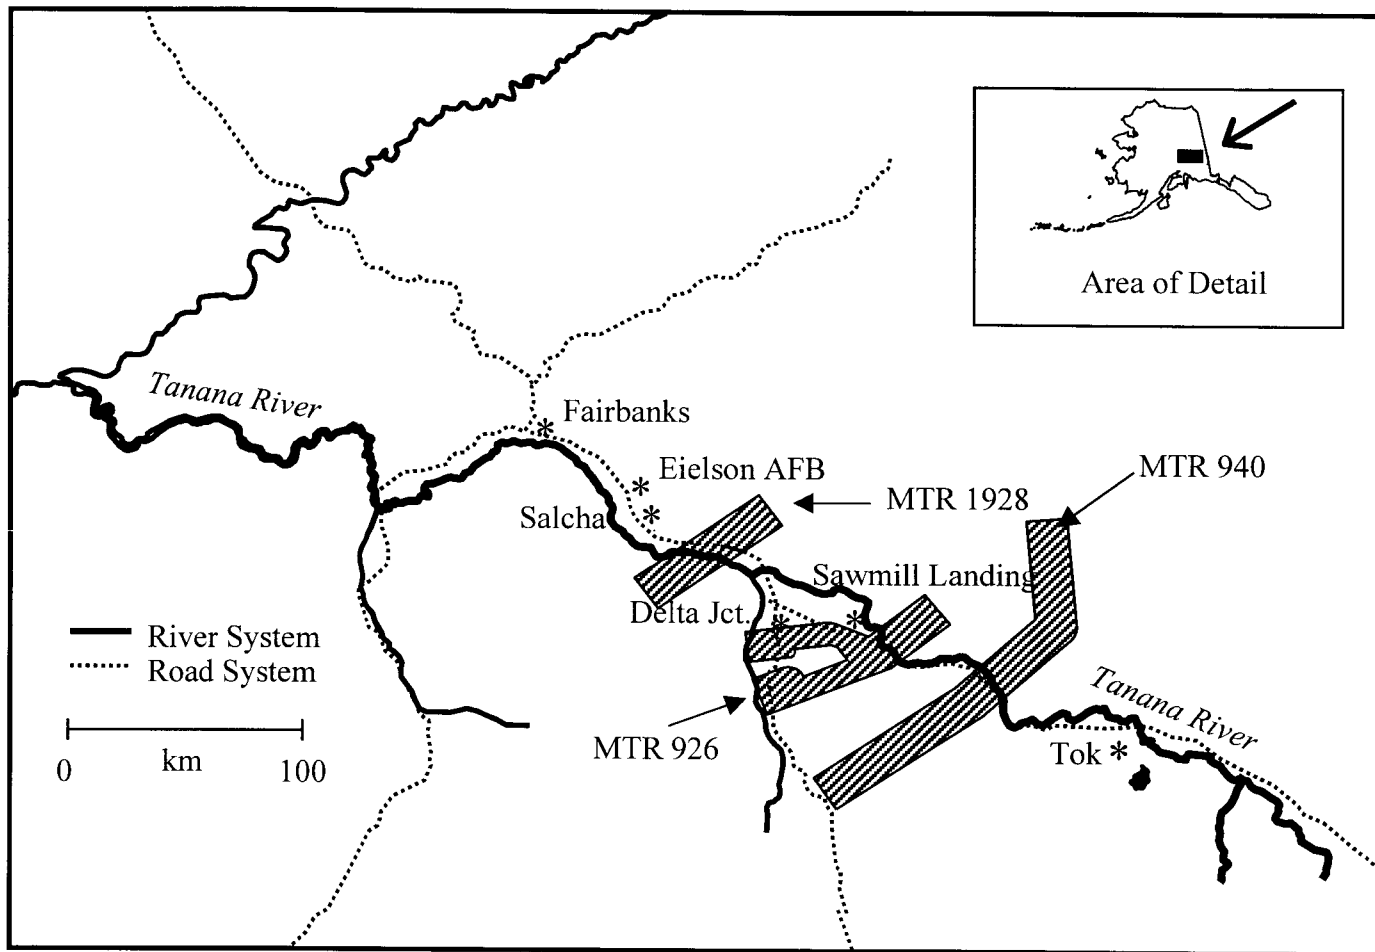 Area of Detail
Tanana River
Fairbanks
Eielson AFB
MTR 940
MTR 1928
Salcha
Sawmill Landing
Delta Jct.
River System
Road System
Tanana River
MTR 926
Tok
0 km 100